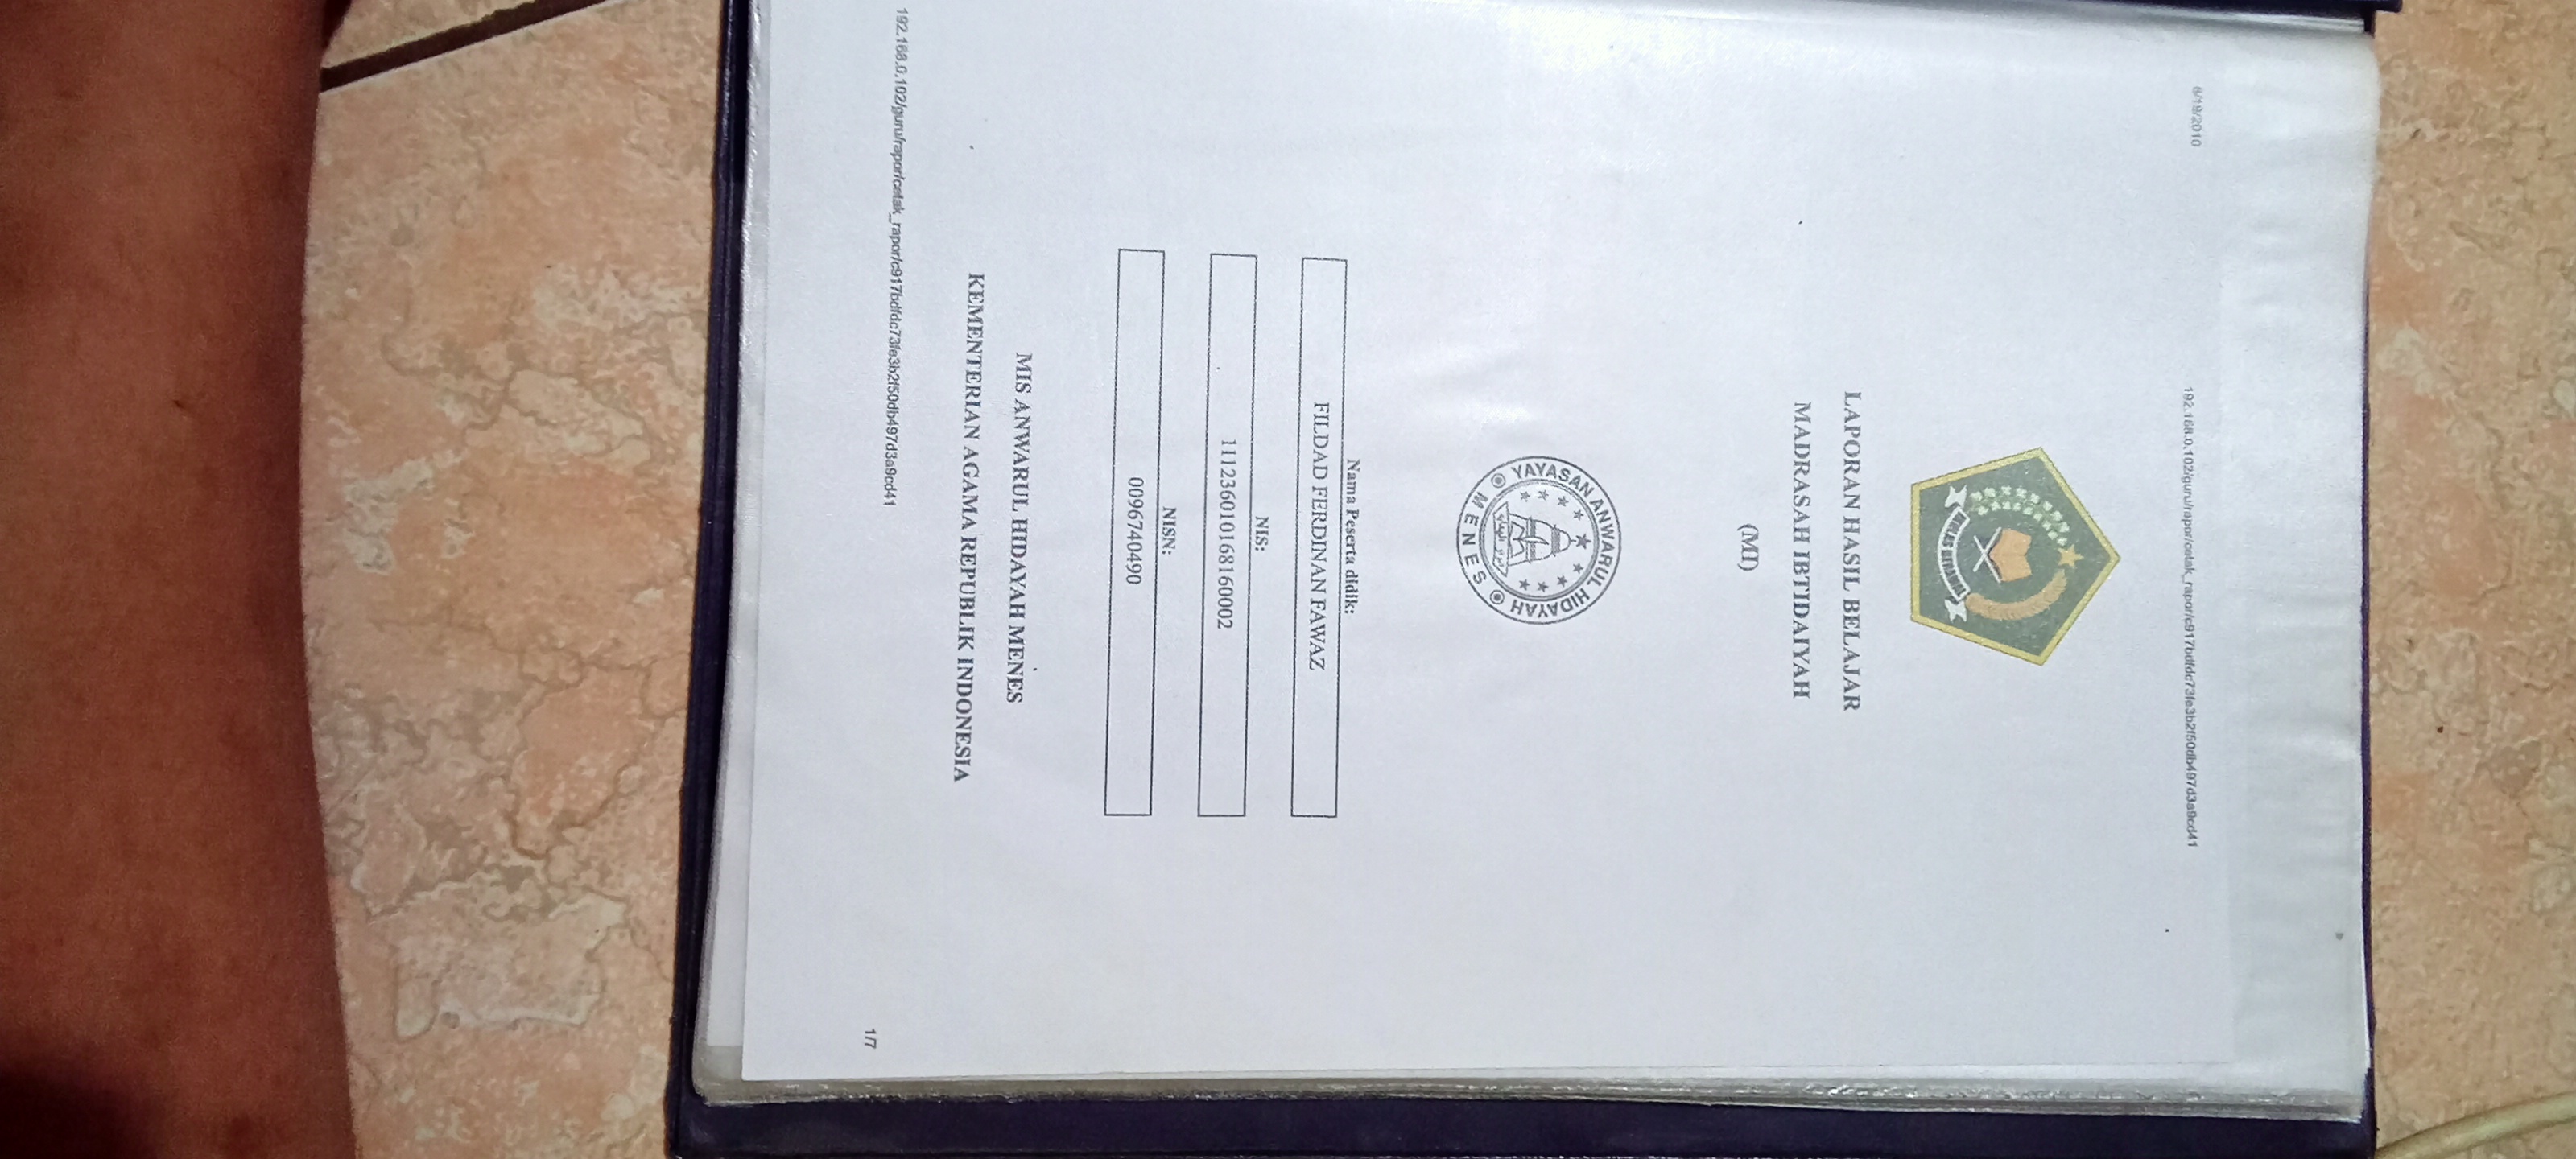 6/19/2010
192.168.0.102/guru/rapor/cetak_rapor/c917bdfdc73fe3b2f50db497d3a9cd41
LAPORAN HASIL BELAJAR
MADRASAH IBTIDAIYAH
(MI)
YAYASAN ANWARUL HIDAYAH
MENES
Nama Peserta didik:
FILDAD FERDINAN FAWAZ
NIS:
111236010168160002
NISN:
0096740490
MIS ANWARUL HIDAYAH MENES
KEMENTERIAN AGAMA REPUBLIK INDONESIA
192.168.0.102/guru/rapor/cetak_rapor/c917bdfdc73fe3b2f50db497d3a9cd41
1/7